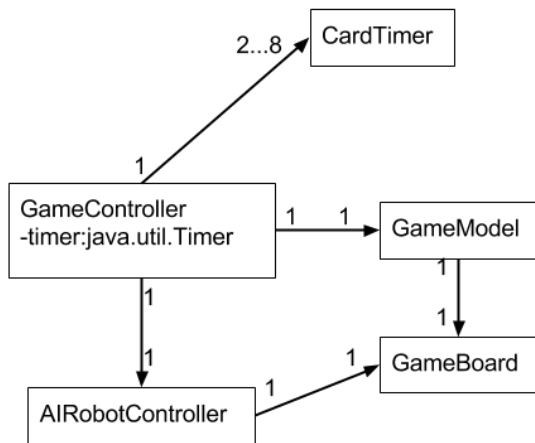 CardTimer
2...8
1
GameController
-timer:java.util.Timer
1 1
GameModel
1
1
1
1
GameBoard
1
1
AIRobotController